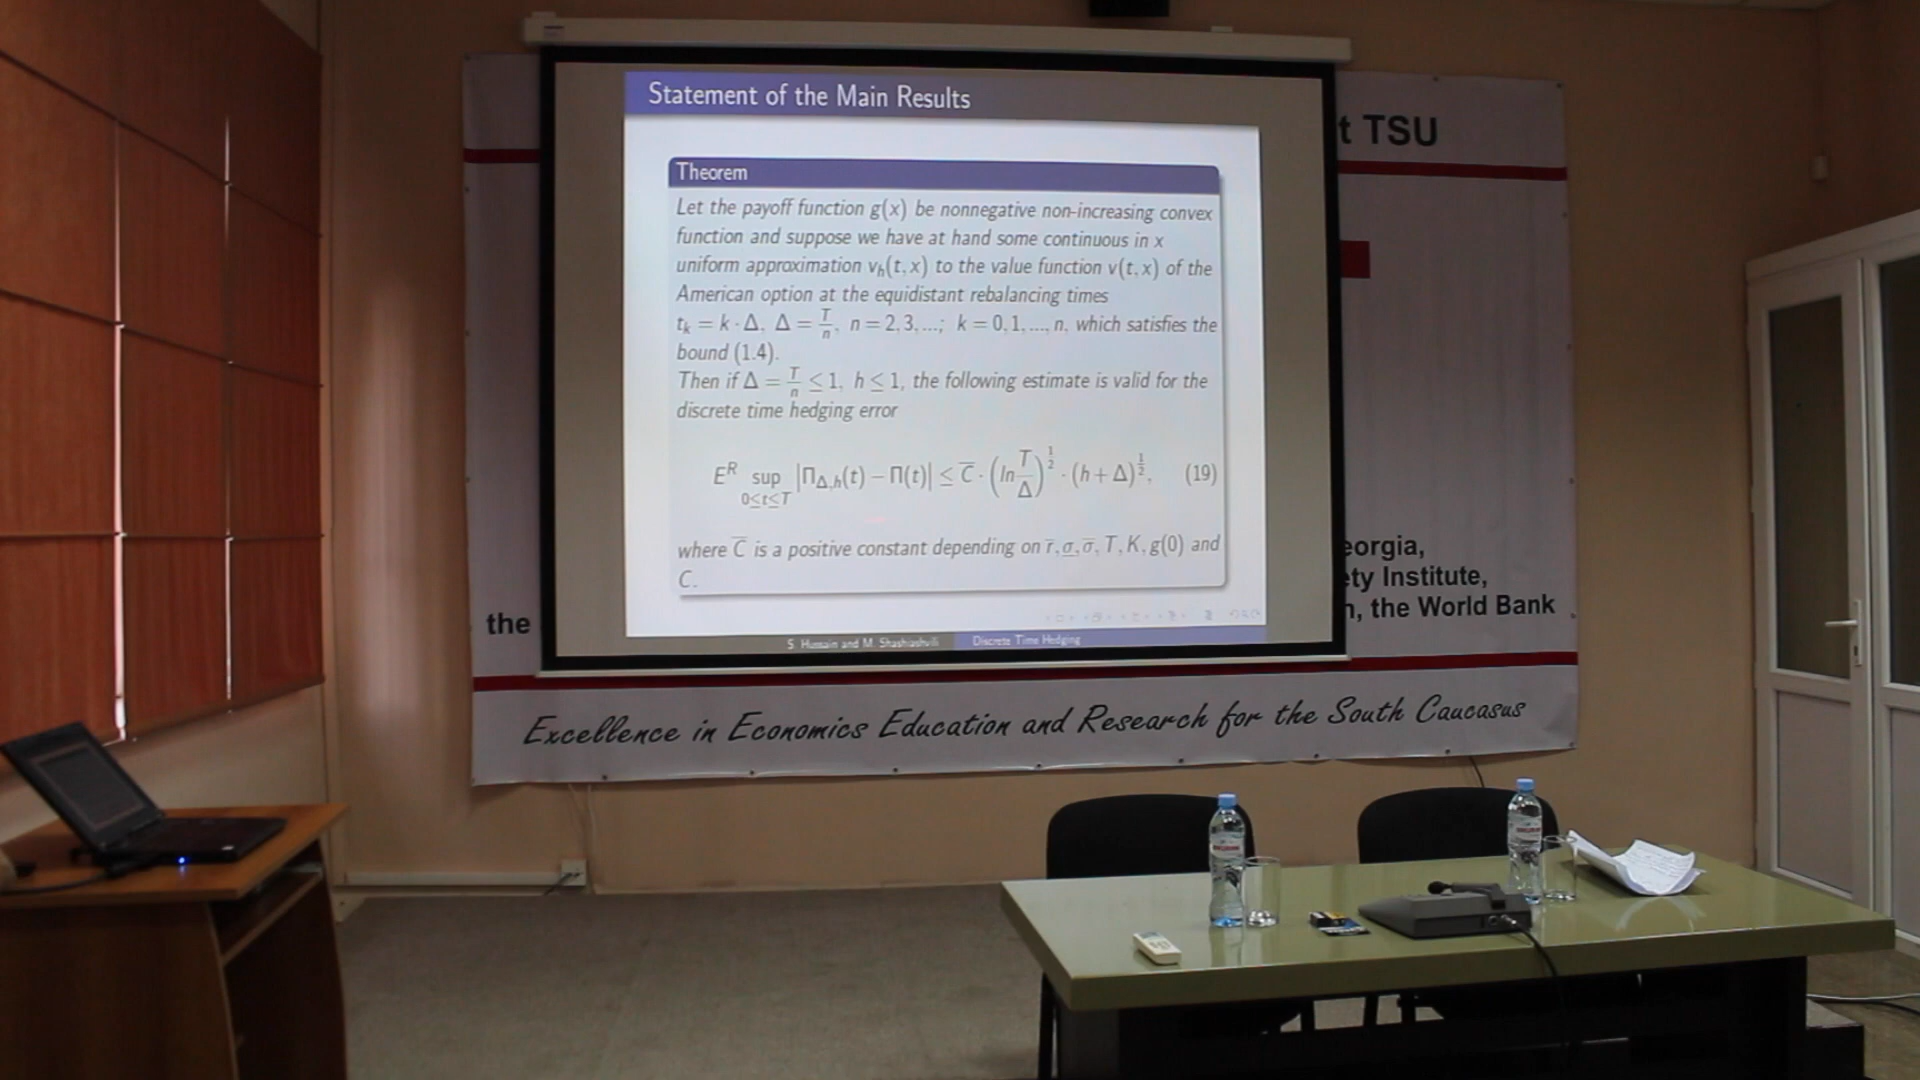 Statement of the Main Results
t TSU
Theorem
Let the payoff function g(x) be nonnegative non-increasing convex
function and suppose we have at hand some continuous in x
uniform approximation vₕ(t, x) to the value function v(t, x) of the
American option at the equidistant rebalancing times
tₖ = k · Δ, Δ = T/n, n = 2, 3, ...; k = 0, 1, ..., n, which satisfies the
bound (1.4).
Then if Δ = T/n ≤ 1, h ≤ 1, the following estimate is valid for the
discrete time hedging error
E^R sup_{0≤t≤T} |Π_{Δ,h}(t) − Π(t)| ≤ C̅ · (ln T/Δ)^{1/2} · (h + Δ)^{1/2}, (19)
where C̅ is a positive constant depending on r̅, σ̲, σ̅, T, K, g(0) and
C.
S. Hussain and M. Shashiashvili Discrete Time Hedging
eorgia,
ety Institute,
the
n, the World Bank
Excellence in Economics Education and Research for the South Caucasus